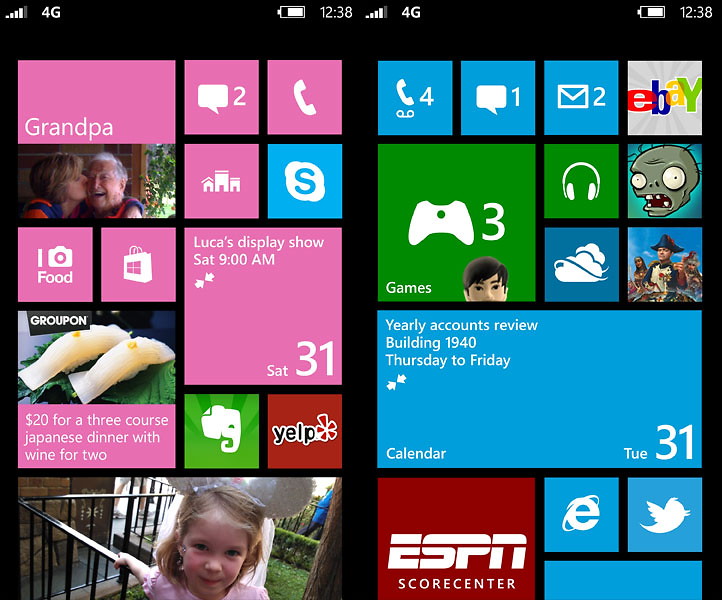 4G 12:38
Grandpa
2
I
Food
Luca's display show
Sat 9:00 AM
Sat 31
GROUPON
$20 for a three course
japanese dinner with
wine for two
yelp
4G 12:38
4
1
2
ebay
3
Games
Yearly accounts review
Building 1940
Thursday to Friday
Calendar
Tue 31
ESPN
SCORECENTER